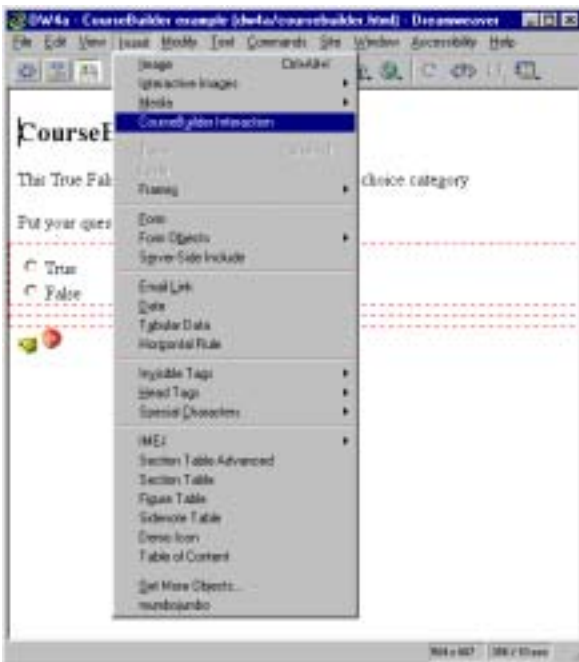 DW4a - CourseBuilder example (dw4a/coursebuilder.html) - Dreamweaver
File Edit View Insert Modify Text Commands Site Window Accessibility Help
Image
Interactive Images
Media
CourseBuilder Interaction
Frames
Form
Form Objects
Server-Side Include
Email Link
Date
Tabular Data
Horizontal Rule
Invisible Tags
Head Tags
Special Characters
IMEJ
Section Table Advanced
Section Table
Figure Table
Sidenote Table
Demo Icon
Table of Content
Get More Objects...
mumbojumbo
CourseB
This True Fals choice category
Put your ques
True
False